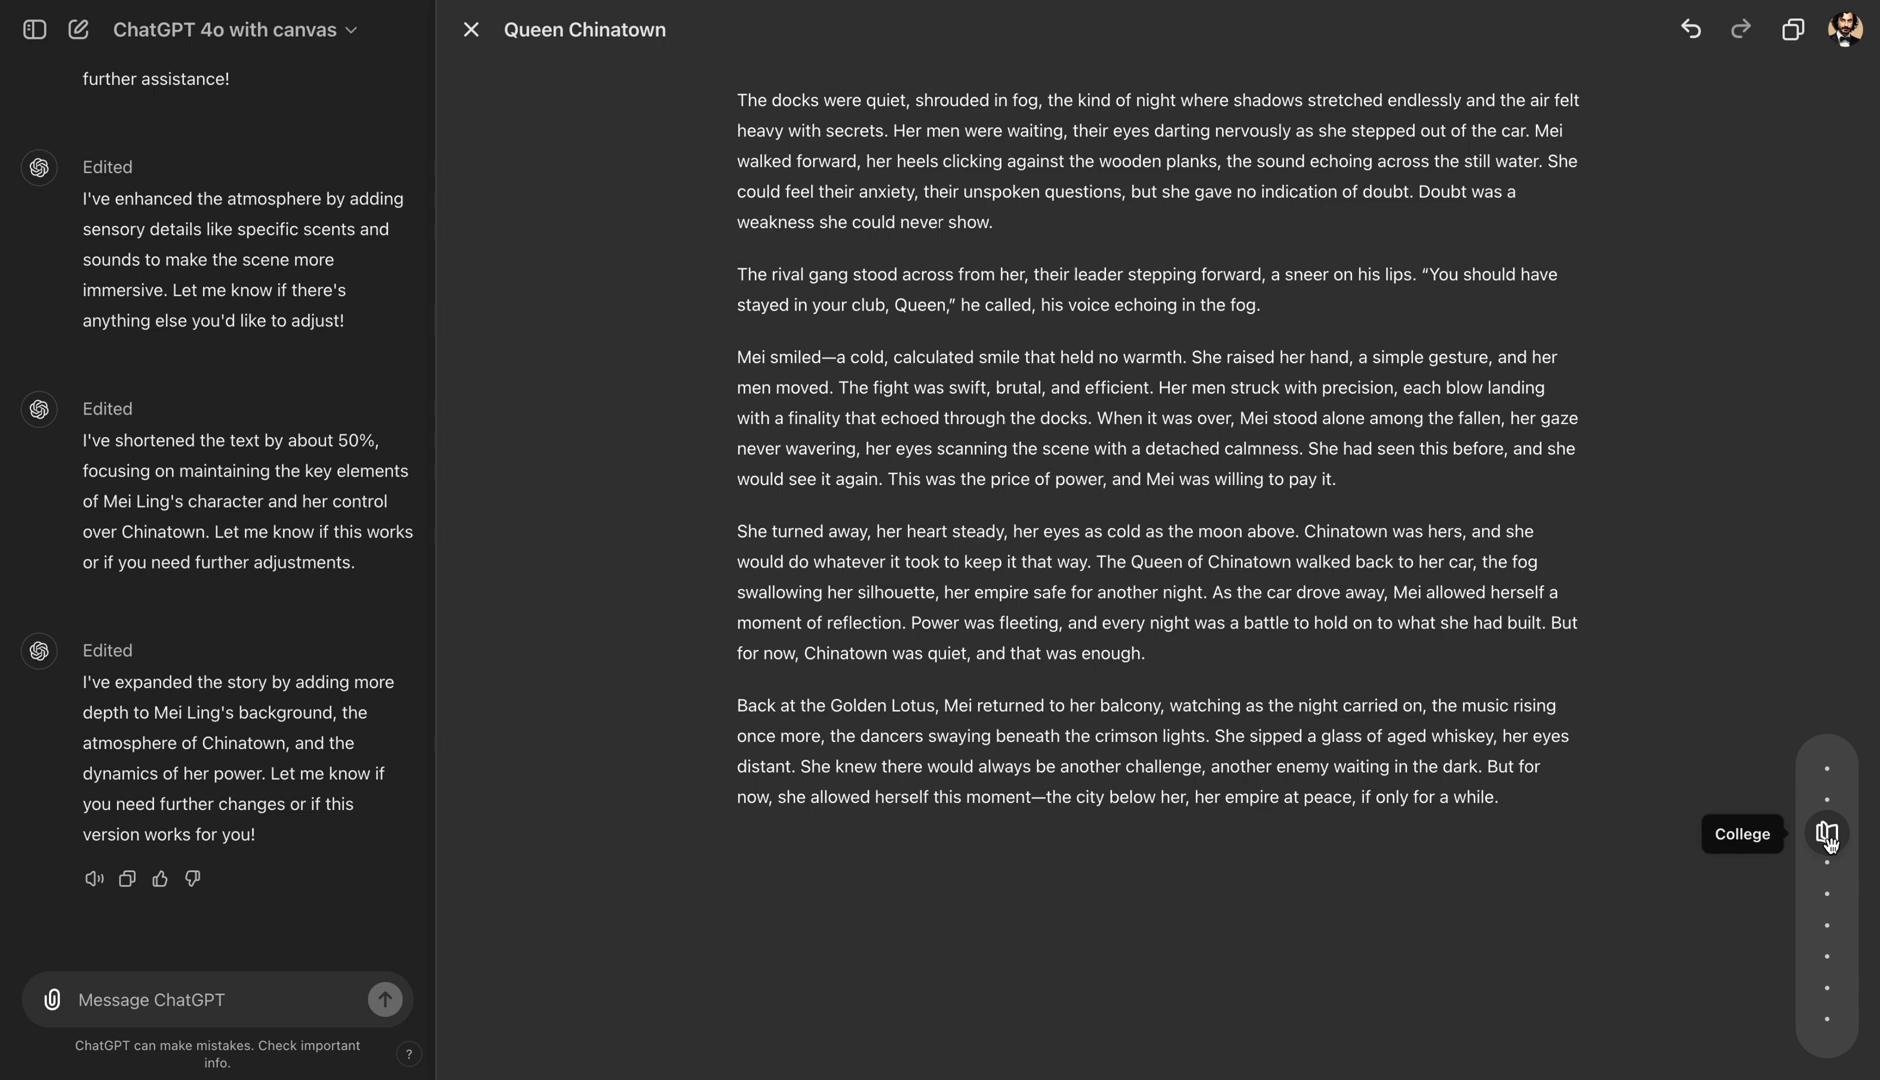 ChatGPT 4o with canvas
further assistance!
Edited
I've enhanced the atmosphere by adding
sensory details like specific scents and
sounds to make the scene more
immersive. Let me know if there's
anything else you'd like to adjust!
Edited
I've shortened the text by about 50%,
focusing on maintaining the key elements
of Mei Ling's character and her control
over Chinatown. Let me know if this works
or if you need further adjustments.
Edited
I've expanded the story by adding more
depth to Mei Ling's background, the
atmosphere of Chinatown, and the
dynamics of her power. Let me know if
you need further changes or if this
version works for you!
Message ChatGPT
ChatGPT can make mistakes. Check important
info.
?
Queen Chinatown
The docks were quiet, shrouded in fog, the kind of night where shadows stretched endlessly and the air felt
heavy with secrets. Her men were waiting, their eyes darting nervously as she stepped out of the car. Mei
walked forward, her heels clicking against the wooden planks, the sound echoing across the still water. She
could feel their anxiety, their unspoken questions, but she gave no indication of doubt. Doubt was a
weakness she could never show.
The rival gang stood across from her, their leader stepping forward, a sneer on his lips. “You should have
stayed in your club, Queen,” he called, his voice echoing in the fog.
Mei smiled—a cold, calculated smile that held no warmth. She raised her hand, a simple gesture, and her
men moved. The fight was swift, brutal, and efficient. Her men struck with precision, each blow landing
with a finality that echoed through the docks. When it was over, Mei stood alone among the fallen, her gaze
never wavering, her eyes scanning the scene with a detached calmness. She had seen this before, and she
would see it again. This was the price of power, and Mei was willing to pay it.
She turned away, her heart steady, her eyes as cold as the moon above. Chinatown was hers, and she
would do whatever it took to keep it that way. The Queen of Chinatown walked back to her car, the fog
swallowing her silhouette, her empire safe for another night. As the car drove away, Mei allowed herself a
moment of reflection. Power was fleeting, and every night was a battle to hold on to what she had built. But
for now, Chinatown was quiet, and that was enough.
Back at the Golden Lotus, Mei returned to her balcony, watching as the night carried on, the music rising
once more, the dancers swaying beneath the crimson lights. She sipped a glass of aged whiskey, her eyes
distant. She knew there would always be another challenge, another enemy waiting in the dark. But for
now, she allowed herself this moment—the city below her, her empire at peace, if only for a while.
College